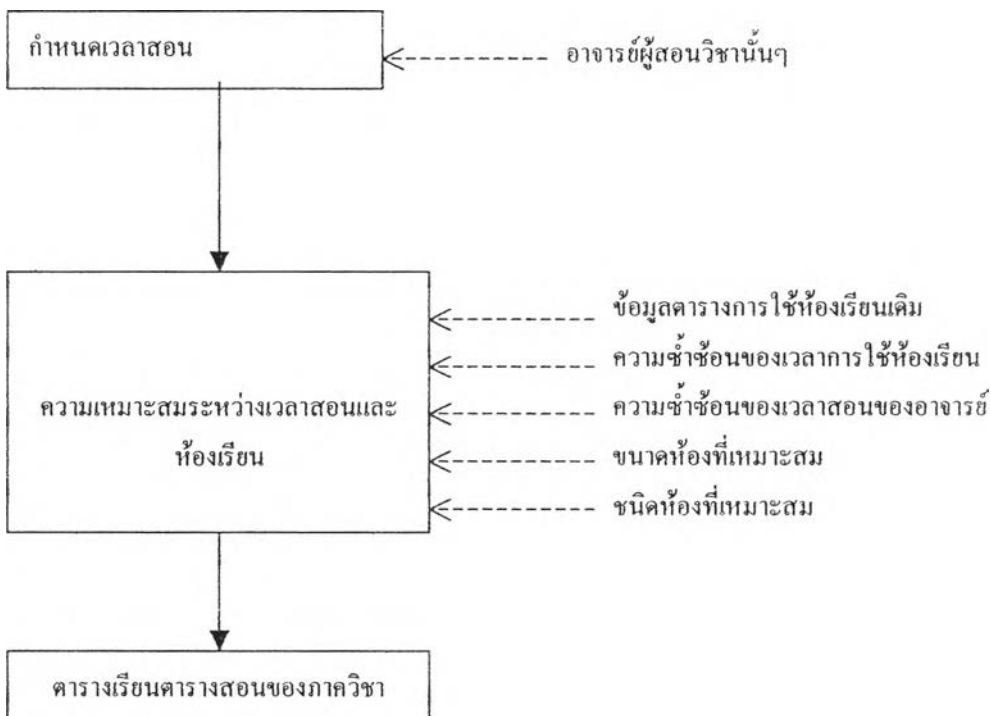 กำหนดเวลาสอน
อาจารย์ผู้สอนวิชานั้นๆ
ข้อมูลตารางการใช้ห้องเรียนเดิม
ความซ้ำซ้อนของเวลาการใช้ห้องเรียน
ความซ้ำซ้อนของเวลาสอนของอาจารย์
ขนาดห้องที่เหมาะสม
ชนิดห้องที่เหมาะสม
ความเหมาะสมระหว่างเวลาสอนและ
ห้องเรียน
ตารางเรียนตารางสอนของภาควิชา